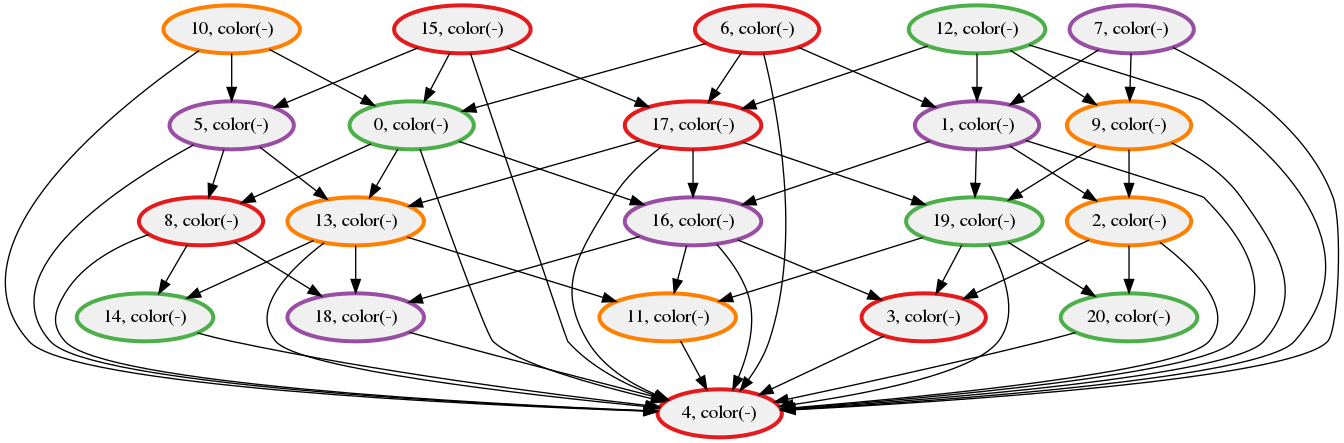 10, color(-)
15, color(-)
6, color(-)
12, color(-)
7, color(-)
5, color(-)
0, color(-)
17, color(-)
1, color(-)
9, color(-)
8, color(-)
13, color(-)
16, color(-)
19, color(-)
2, color(-)
14, color(-)
18, color(-)
11, color(-)
3, color(-)
20, color(-)
4, color(-)